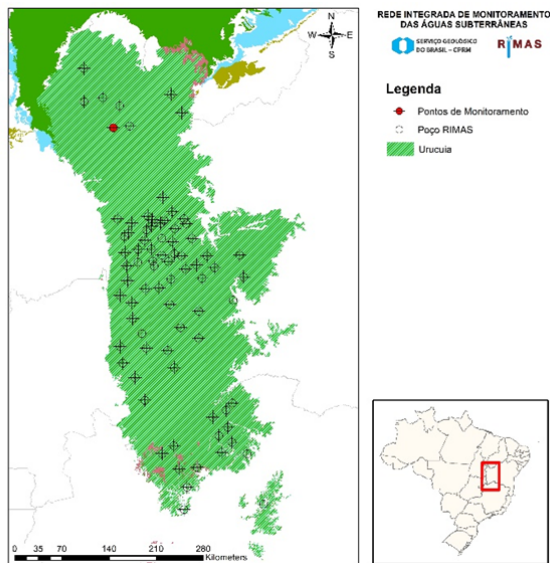 REDE INTEGRADA DE MONITORAMENTO
DAS ÁGUAS SUBTERRÂNEAS
SERVIÇO GEOLÓGICO
DO BRASIL – CPRM
RIMAS
N
W E
S
Legenda
Pontos de Monitoramento
Poço RIMAS
Urucuia
0 35 70 140 210 280
Kilometers